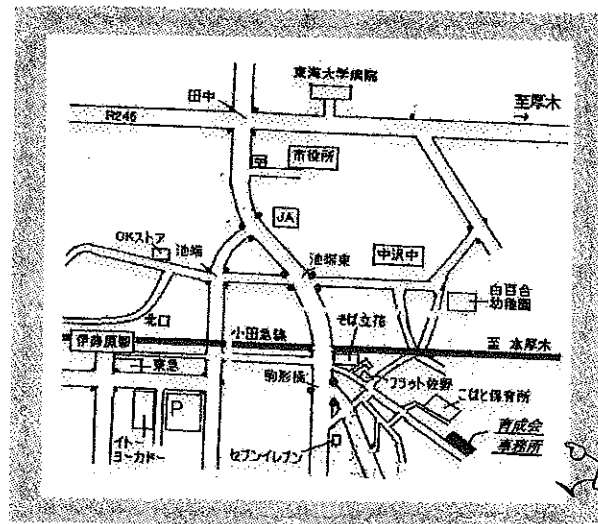 東海大学病院
田中
至厚木
R246
市役所
JA
OKストア
池端
池端東
中沢中
白百合
幼稚園
北口
小田急線
そば立花
伊勢原駅
至 本厚木
東急
駒形橋
フラット佐野
こばと保育所
P
育成会
事務所
イトー
ヨーカドー
セブンイレブン